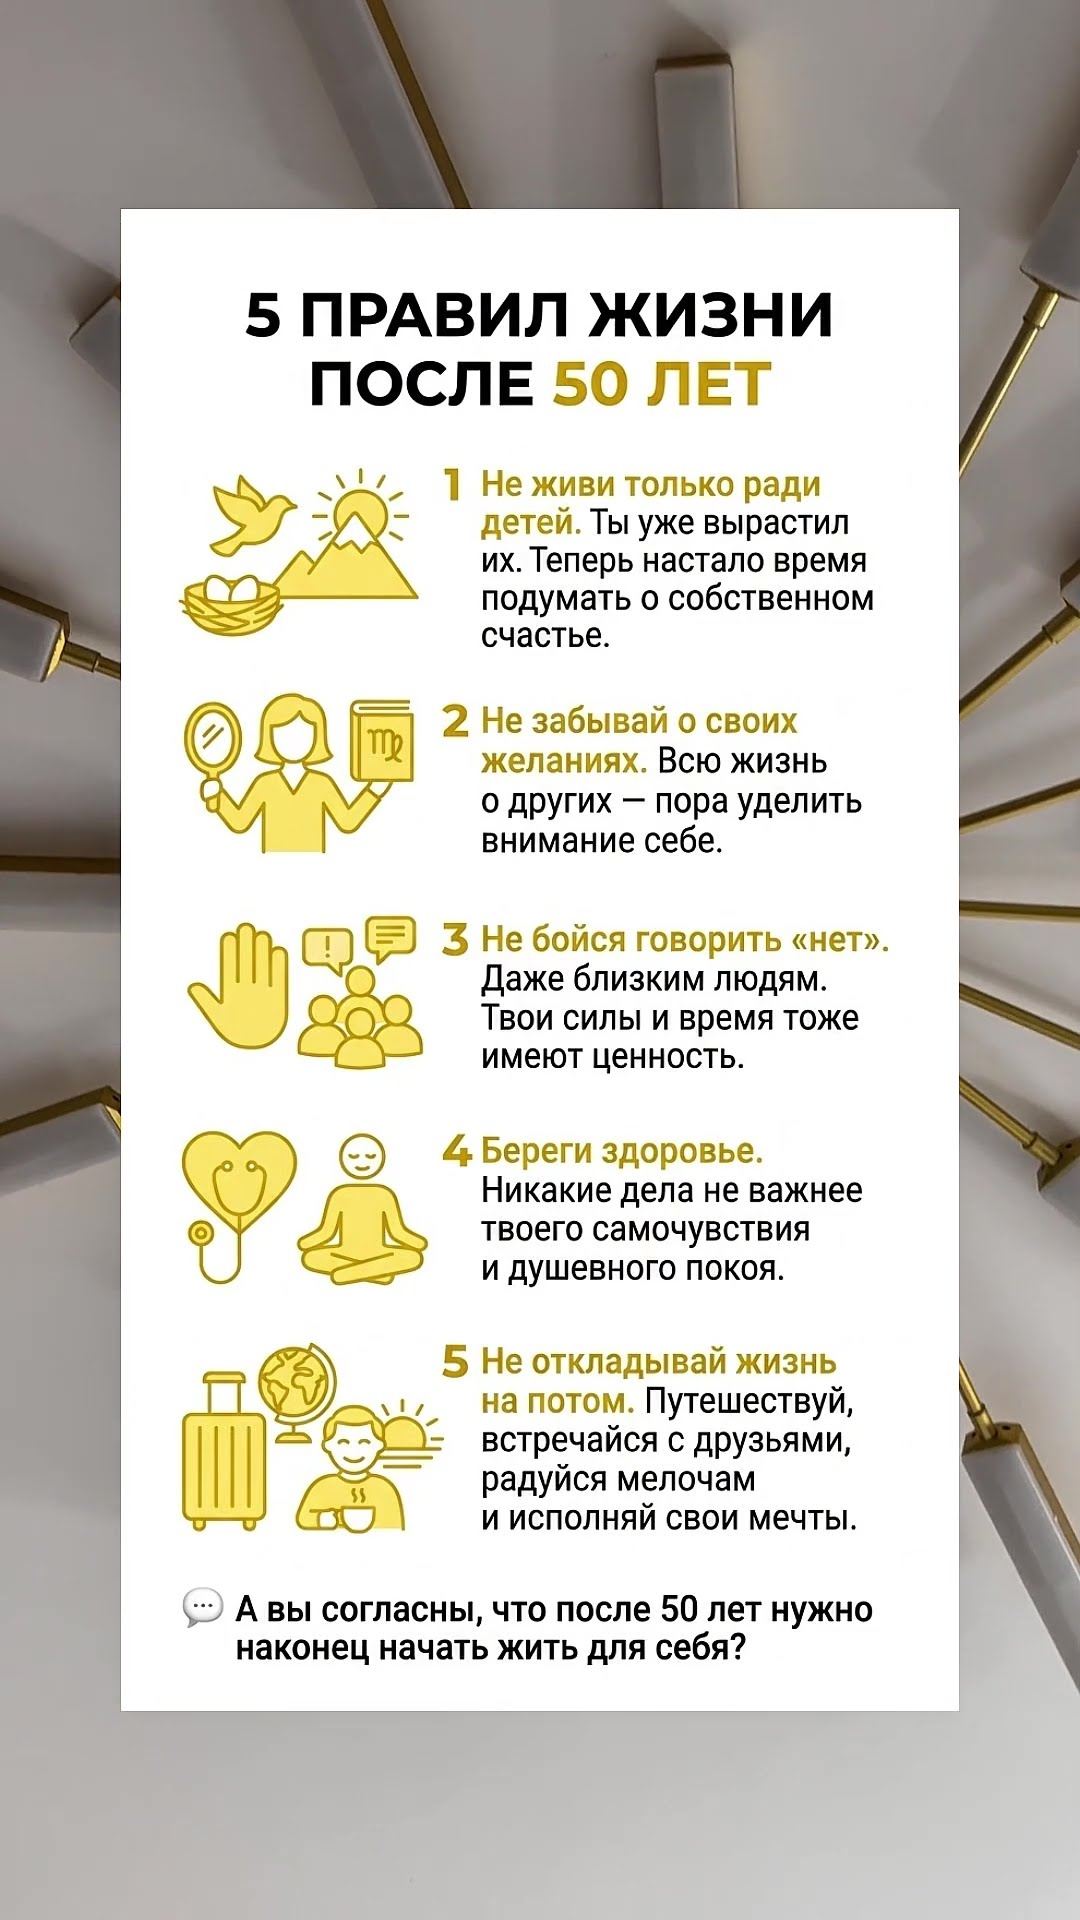 5 ПРАВИЛ ЖИЗНИ
ПОСЛЕ 50 ЛЕТ
1 Не живи только ради
детей. Ты уже вырастил
их. Теперь настало время
подумать о собственном
счастье.
2 Не забывай о своих
желаниях. Всю жизнь
о других — пора уделить
внимание себе.
3 Не бойся говорить «нет».
Даже близким людям.
Твои силы и время тоже
имеют ценность.
4 Береги здоровье.
Никакие дела не важнее
твоего самочувствия
и душевного покоя.
5 Не откладывай жизнь
на потом. Путешествуй,
встречайся с друзьями,
радуйся мелочам
и исполняй свои мечты.
💬 А вы согласны, что после 50 лет нужно
наконец начать жить для себя?